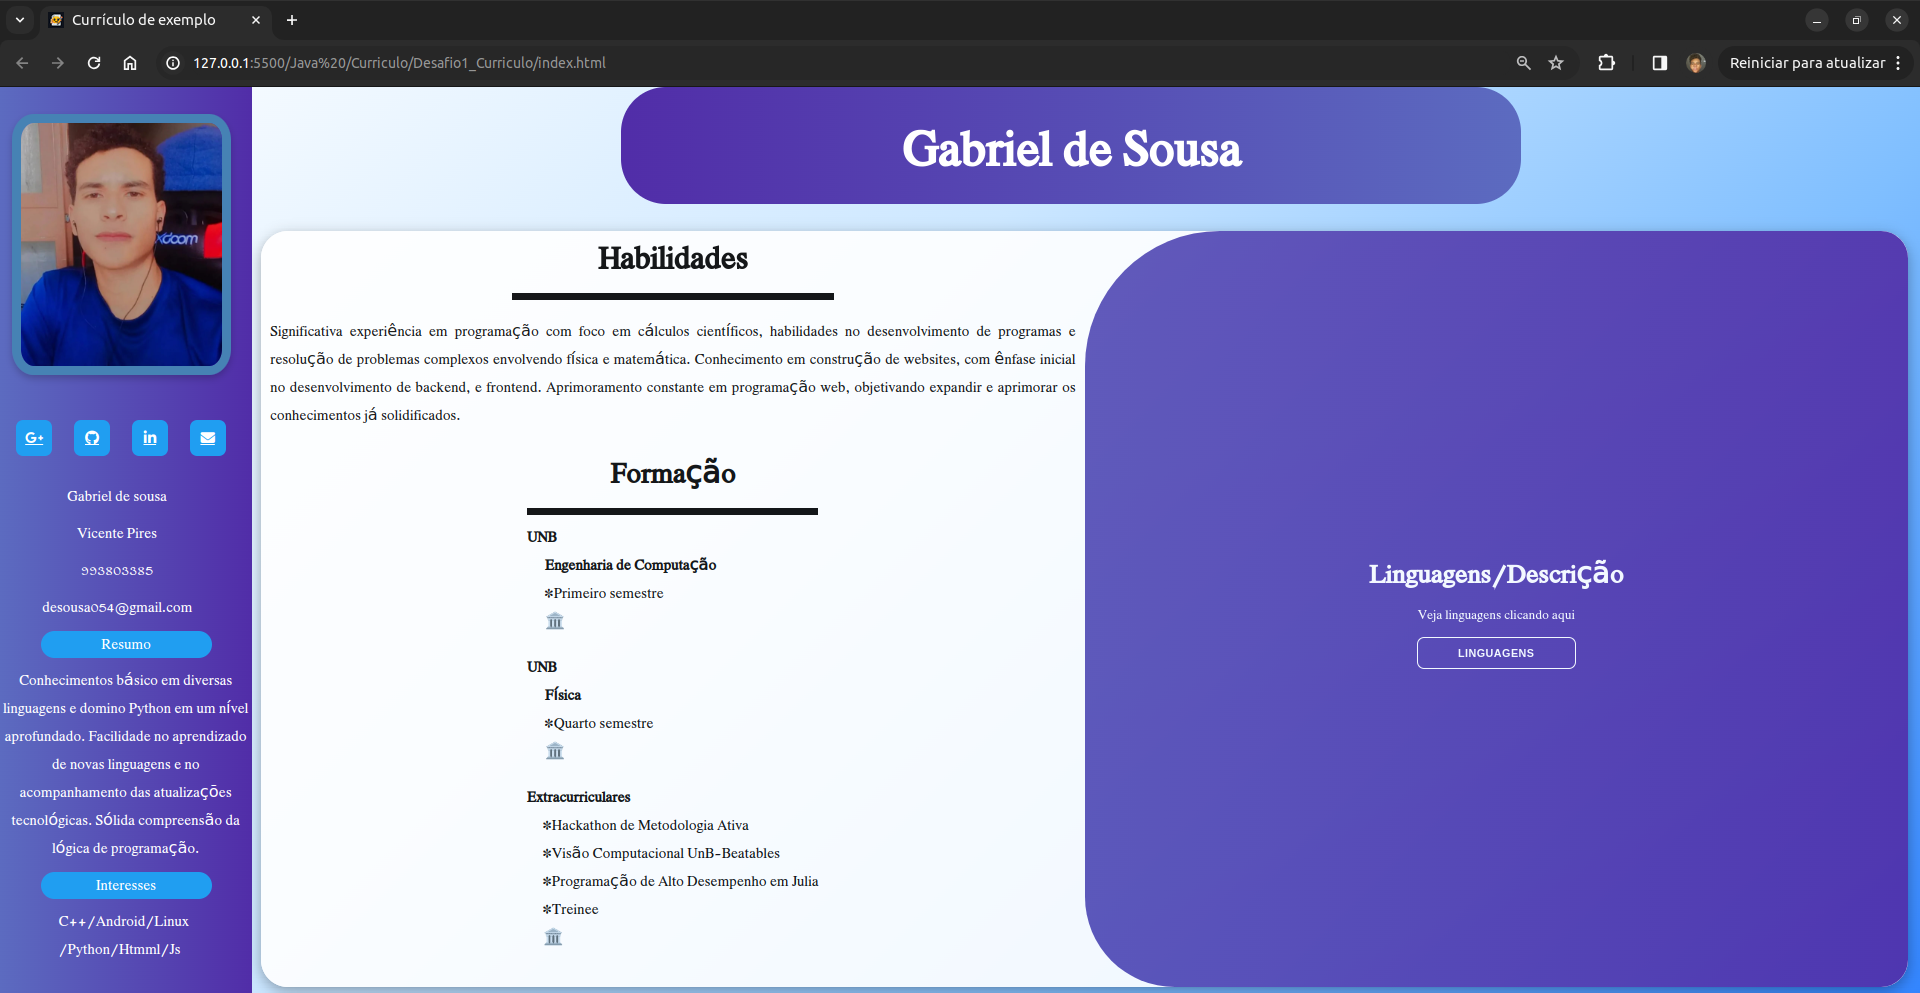 Currículo de exemplo
127.0.0.1:5500/Java%20/Curriculo/Desafio1_Curriculo/index.html
Reiniciar para atualizar
xdoom
Gabriel de sousa
Vicente Pires
993803385
desousa054@gmail.com
Resumo
Conhecimentos básico em diversas
linguagens e domino Python em um nível
aprofundado. Facilidade no aprendizado
de novas linguagens e no
acompanhamento das atualizações
tecnológicas. Sólida compreensão da
lógica de programação.
Interesses
C++/Android/Linux
/Python/Htmml/Js
Gabriel de Sousa
Habilidades
Significativa experiência em programação com foco em cálculos científicos, habilidades no desenvolvimento de programas e
resolução de problemas complexos envolvendo física e matemática. Conhecimento em construção de websites, com ênfase inicial
no desenvolvimento de backend, e frontend. Aprimoramento constante em programação web, objetivando expandir e aprimorar os
conhecimentos já solidificados.
Formação
UNB
Engenharia de Computação
*Primeiro semestre
UNB
Física
*Quarto semestre
Extracurriculares
*Hackathon de Metodologia Ativa
*Visão Computacional UnB-Beatables
*Programação de Alto Desempenho em Julia
*Treinee
Linguagens/Descrição
Veja linguagens clicando aqui
LINGUAGENS